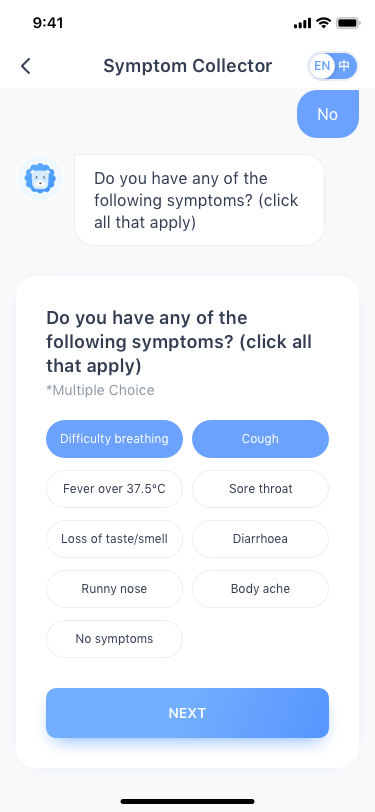 9:41
Symptom Collector
EN 中
No
Do you have any of the
following symptoms? (click
all that apply)
Do you have any of the
following symptoms? (click all
that apply)
*Multiple Choice
Difficulty breathing
Cough
Fever over 37.5°C
Sore throat
Loss of taste/smell
Diarrhoea
Runny nose
Body ache
No symptoms
NEXT